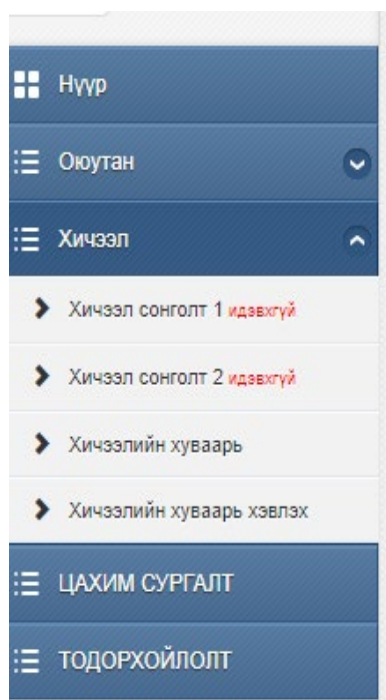 Нүүр
Оюутан
Хичээл
Хичээл сонголт 1 идэвхгүй
Хичээл сонголт 2 идэвхгүй
Хичээлийн хуваарь
Хичээлийн хуваарь хэвлэх
ЦАХИМ СУРГАЛТ
ТОДОРХОЙЛОЛТ